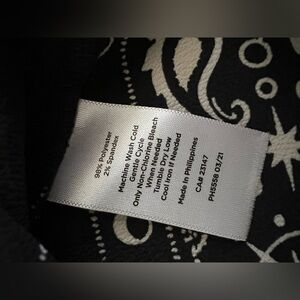 98% Polyester
2% Spandex
Machine Wash Cold
Gentle Cycle
Only Non-Chlorine Bleach
When Needed
Tumble Dry Low
Cool Iron if Needed
Made in Philippines
CA# 23147
PM5558 03/21